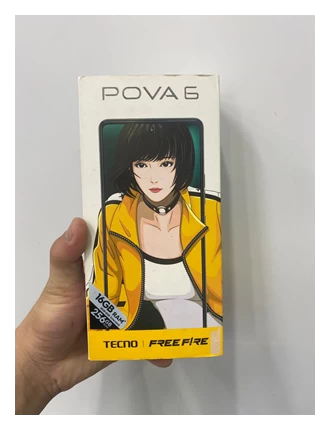 POVA 6
16GB RAM*
256GB
TECNO | FREE FIRE